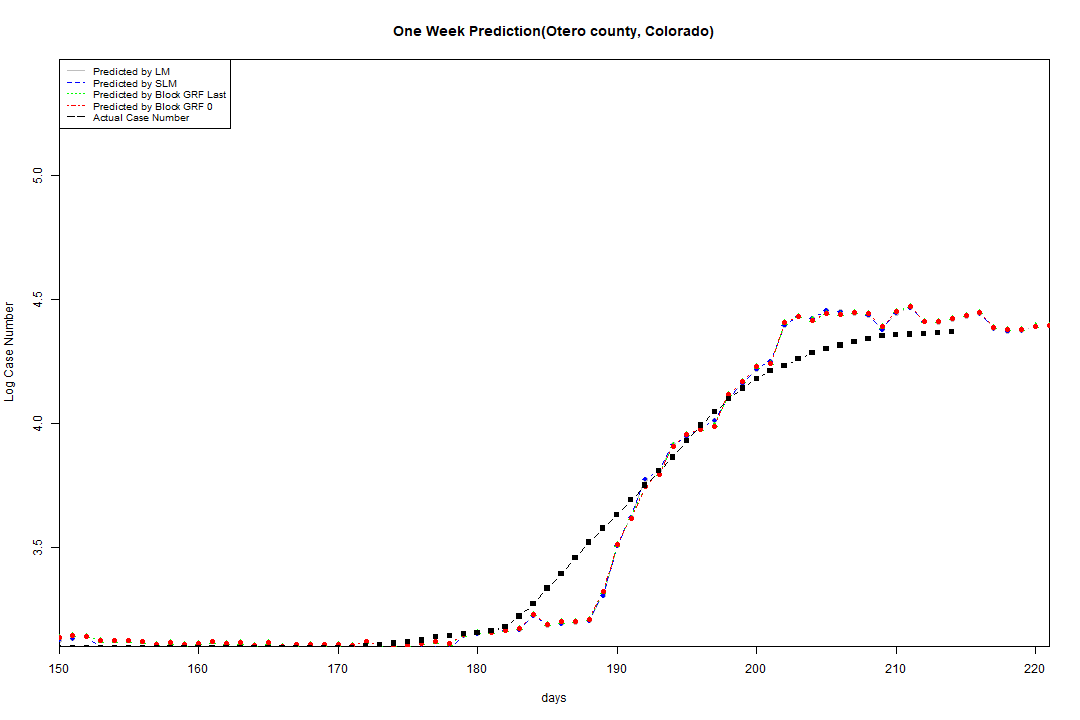 One Week Prediction(Otero county, Colorado)
Predicted by LM
Predicted by SLM
Predicted by Block GRF Last
Predicted by Block GRF 0
Actual Case Number
5.0
4.5
4.0
3.5
Log Case Number
150 160 170 180 190 200 210 220
days